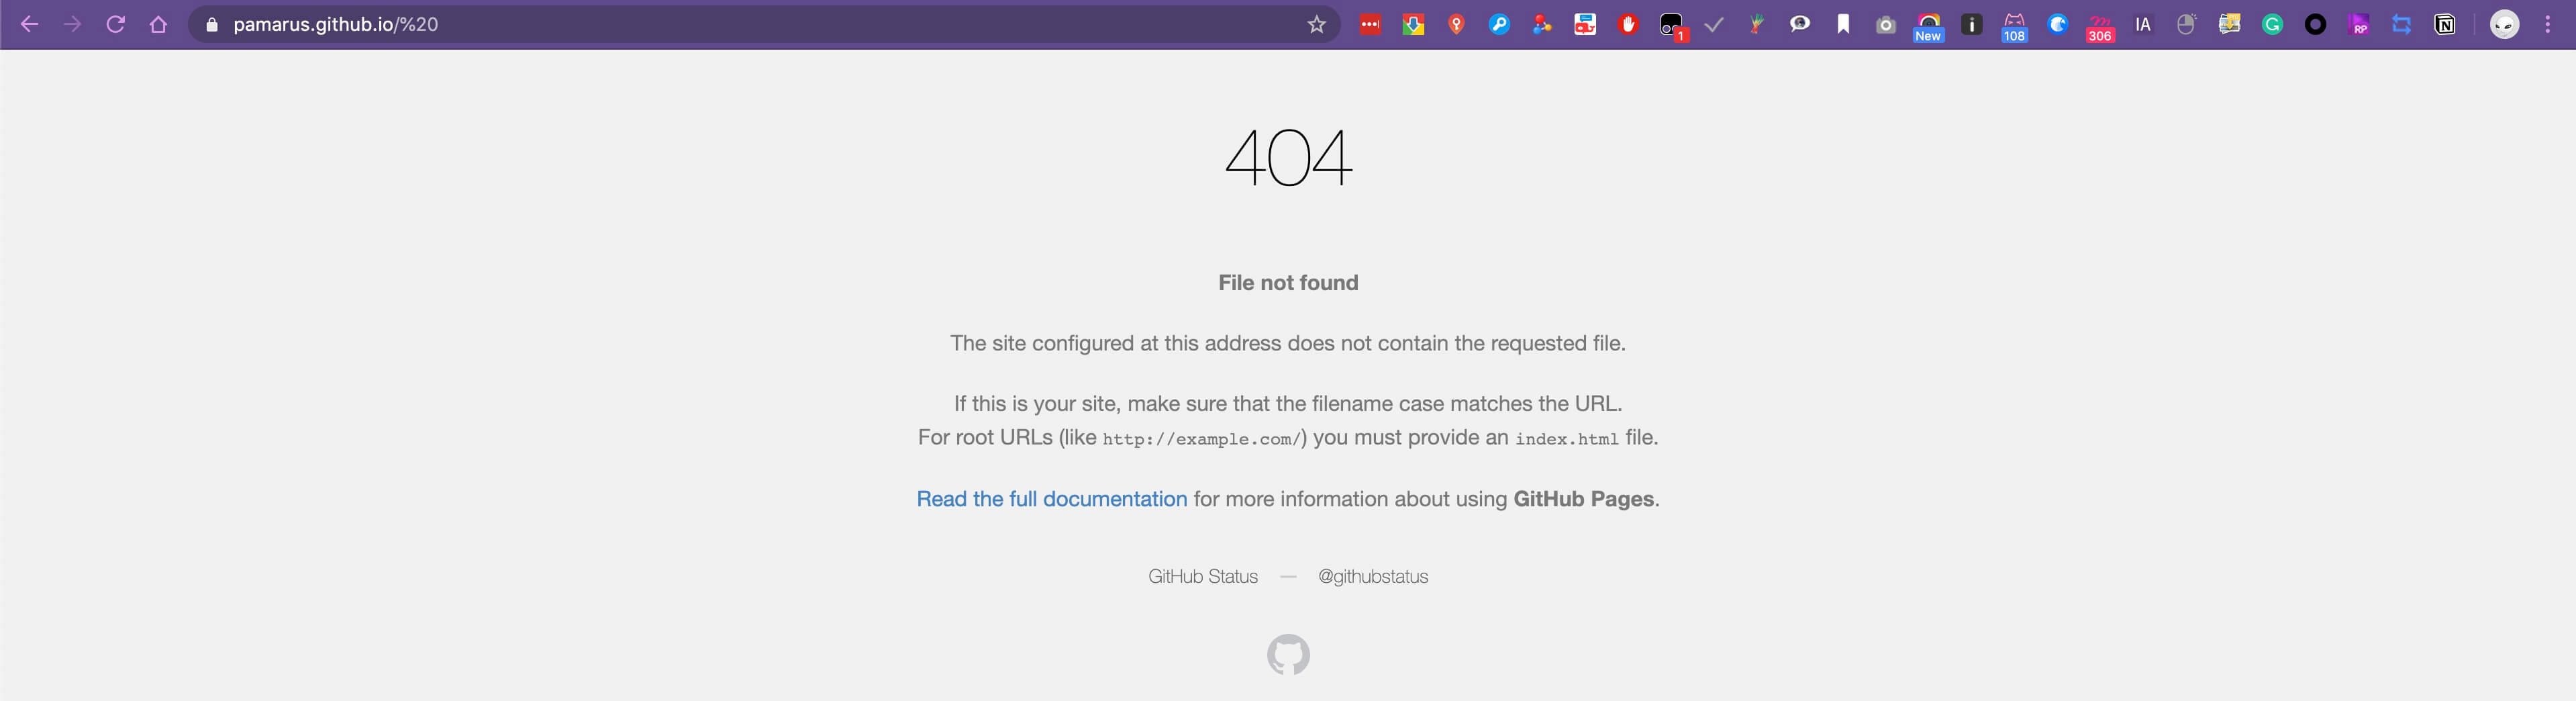 pamarus.github.io/%20
1
New
108
306
IA
RP
404
File not found
The site configured at this address does not contain the requested file.
If this is your site, make sure that the filename case matches the URL.
For root URLs (like http://example.com/) you must provide an index.html file.
Read the full documentation for more information about using GitHub Pages.
GitHub Status — @githubstatus